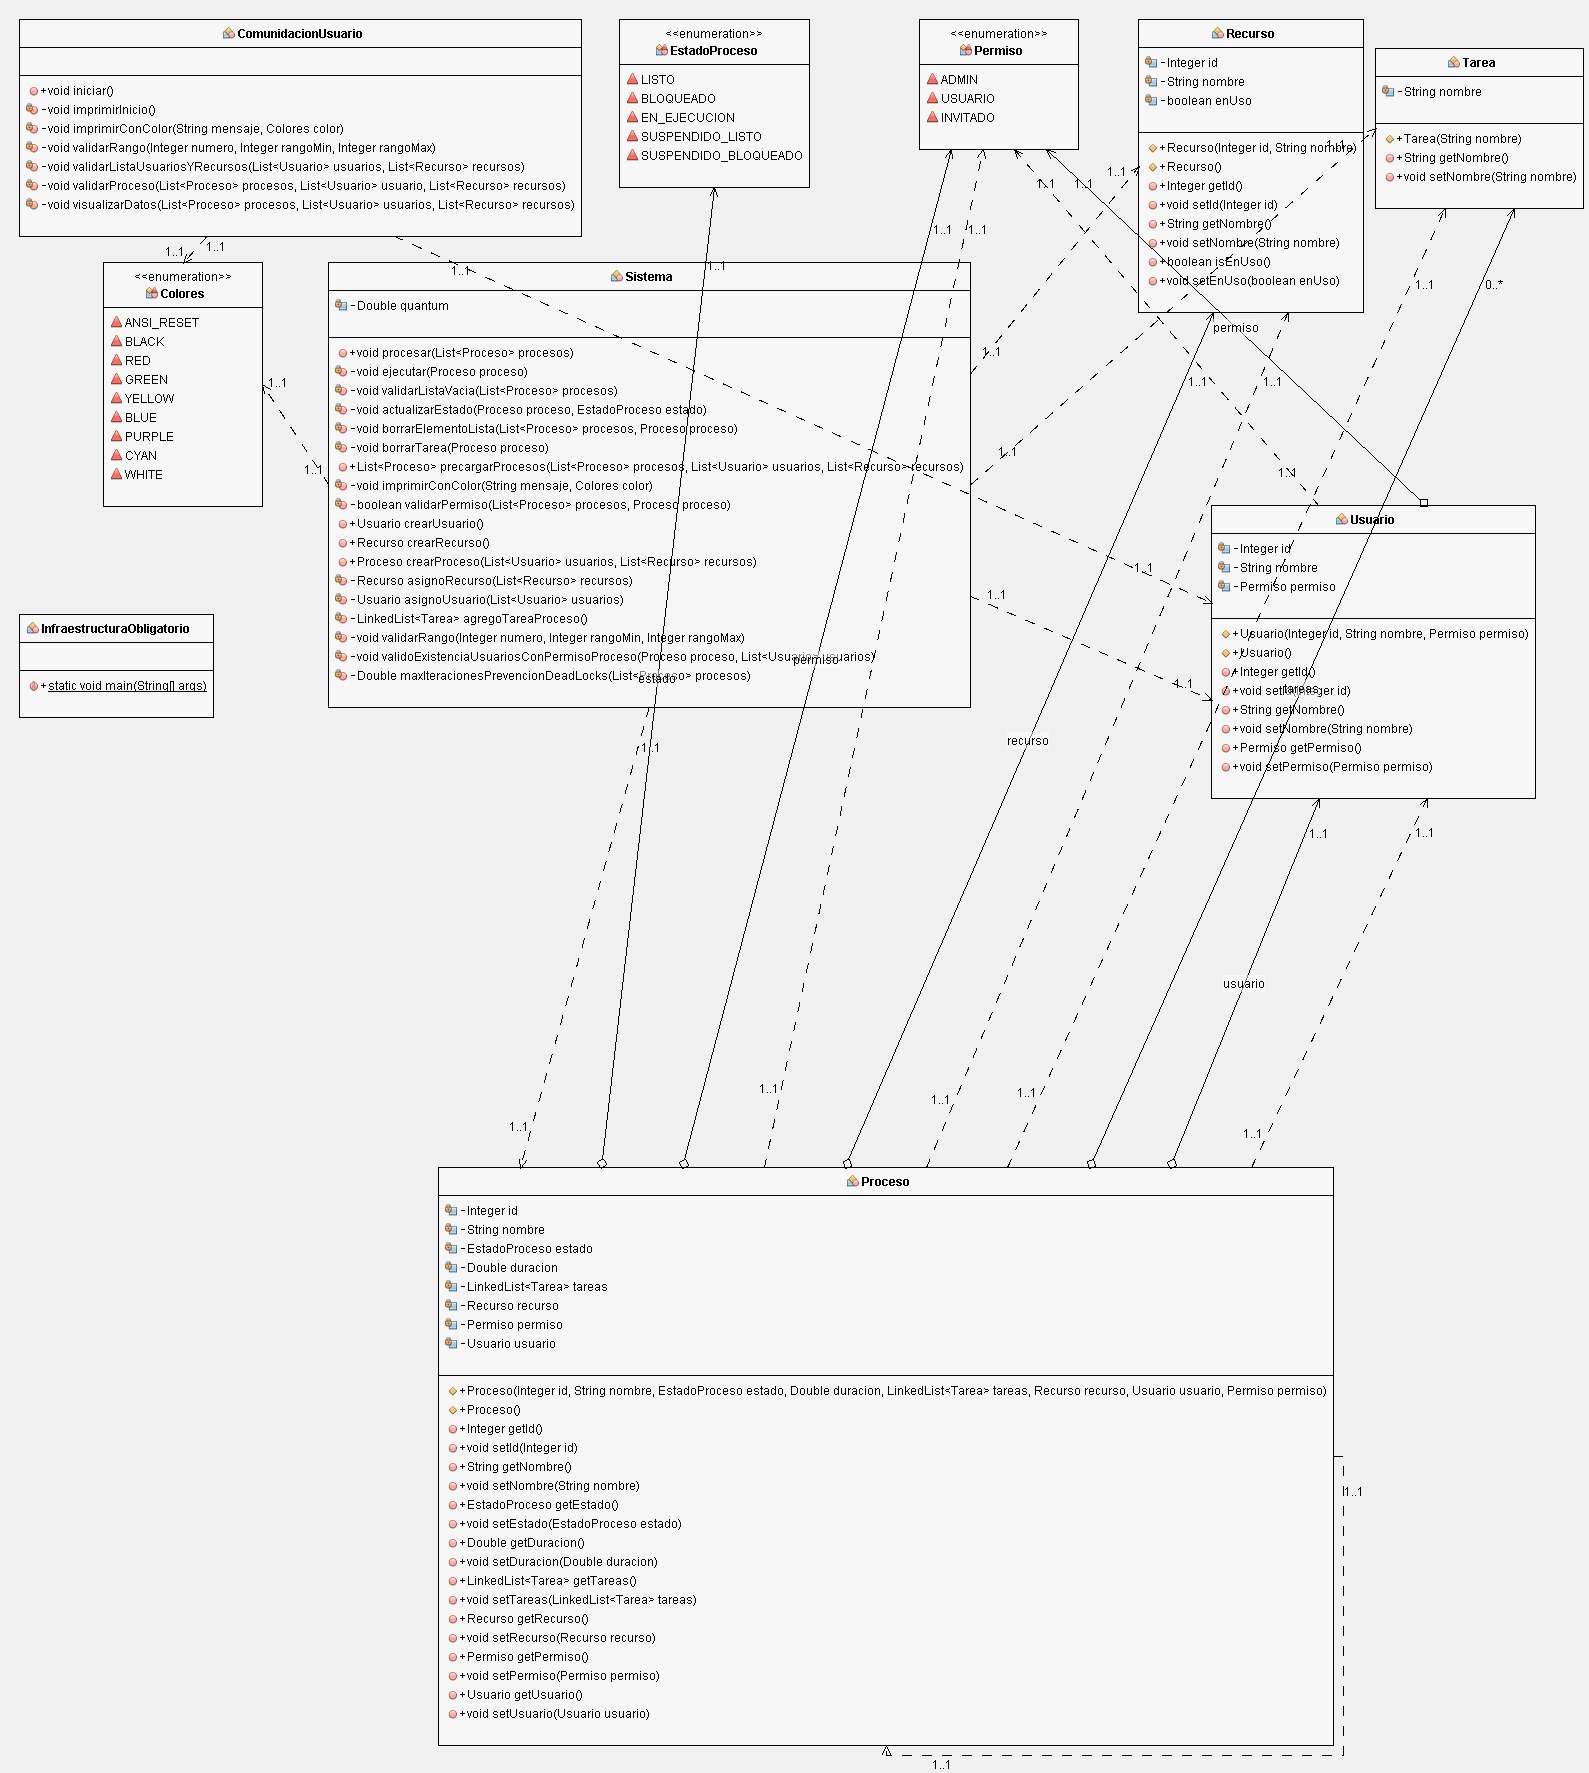 ComunidacionUsuario
+void iniciar()
-void imprimirInicio()
-void imprimirConColor(String mensaje, Colores color)
-void validarRango(Integer numero, Integer rangoMin, Integer rangoMax)
-void validarListaUsuariosYRecursos(List<Usuario> usuarios, List<Recurso> recursos)
-void validarProceso(List<Proceso> procesos, List<Usuario> usuario, List<Recurso> recursos)
-void visualizarDatos(List<Proceso> procesos, List<Usuario> usuarios, List<Recurso> recursos)
<<enumeration>>
EstadoProceso
LISTO
BLOQUEADO
EN_EJECUCION
SUSPENDIDO_LISTO
SUSPENDIDO_BLOQUEADO
<<enumeration>>
Permiso
ADMIN
USUARIO
INVITADO
Recurso
-Integer id
-String nombre
-boolean enUso
+Recurso(Integer id, String nombre)
+Recurso()
+Integer getId()
+void setId(Integer id)
+String getNombre()
+void setNombre(String nombre)
+boolean isEnUso()
+void setEnUso(boolean enUso)
Tarea
-String nombre
+Tarea(String nombre)
+String getNombre()
+void setNombre(String nombre)
1..1
1..1
1..1
1..1
1..1
1..1
1..1
1..1
1..1
1..1
1..1
0..*
<<enumeration>>
Colores
ANSI_RESET
BLACK
RED
GREEN
YELLOW
BLUE
PURPLE
CYAN
WHITE
1..1
1..1
Sistema
-Double quantum
+void procesar(List<Proceso> procesos)
-void ejecutar(Proceso proceso)
-void validarListaVacia(List<Proceso> procesos)
-void actualizarEstado(Proceso proceso, EstadoProceso estado)
-void borrarElementoLista(List<Proceso> procesos, Proceso proceso)
-void borrarTarea(Proceso proceso)
+List<Proceso> precargarProcesos(List<Proceso> procesos, List<Usuario> usuarios, List<Recurso> recursos)
-void imprimirConColor(String mensaje, Colores color)
-boolean validarPermiso(List<Proceso> procesos, Proceso proceso)
+Usuario crearUsuario()
+Recurso crearRecurso()
+Proceso crearProceso(List<Usuario> usuarios, List<Recurso> recursos)
-Recurso asignoRecurso(List<Recurso> recursos)
-Usuario asignoUsuario(List<Usuario> usuarios)
-LinkedList<Tarea> agregoTareaProceso()
-void validarRango(Integer numero, Integer rangoMin, Integer rangoMax)
-void validoExistenciaUsuariosConPermisoProceso(Proceso proceso, List<Usuario> usuarios)
-Double maxIteracionesPrevencionDeadLocks(List<Proceso> procesos)
permiso
estado
permiso
1..1
1..1
1..1
1..1
1..1
1..1
1..1
1..1
Usuario
-Integer id
-String nombre
-Permiso permiso
+Usuario(Integer id, String nombre, Permiso permiso)
+Usuario()
+Integer getId()
+void setId(Integer id)
+String getNombre()
+void setNombre(String nombre)
+Permiso getPermiso()
+void setPermiso(Permiso permiso)
tareas
InfraestructuraObligatorio
+static void main(String[] args)
recurso
1..1
1..1
1..1
usuario
1..1
1..1
1..1
1..1
1..1
Proceso
-Integer id
-String nombre
-EstadoProceso estado
-Double duracion
-LinkedList<Tarea> tareas
-Recurso recurso
-Permiso permiso
-Usuario usuario
+Proceso(Integer id, String nombre, EstadoProceso estado, Double duracion, LinkedList<Tarea> tareas, Recurso recurso, Usuario usuario, Permiso permiso)
+Proceso()
+Integer getId()
+void setId(Integer id)
+String getNombre()
+void setNombre(String nombre)
+EstadoProceso getEstado()
+void setEstado(EstadoProceso estado)
+Double getDuracion()
+void setDuracion(Double duracion)
+LinkedList<Tarea> getTareas()
+void setTareas(LinkedList<Tarea> tareas)
+Recurso getRecurso()
+void setRecurso(Recurso recurso)
+Permiso getPermiso()
+void setPermiso(Permiso permiso)
+Usuario getUsuario()
+void setUsuario(Usuario usuario)
1..1
1..1